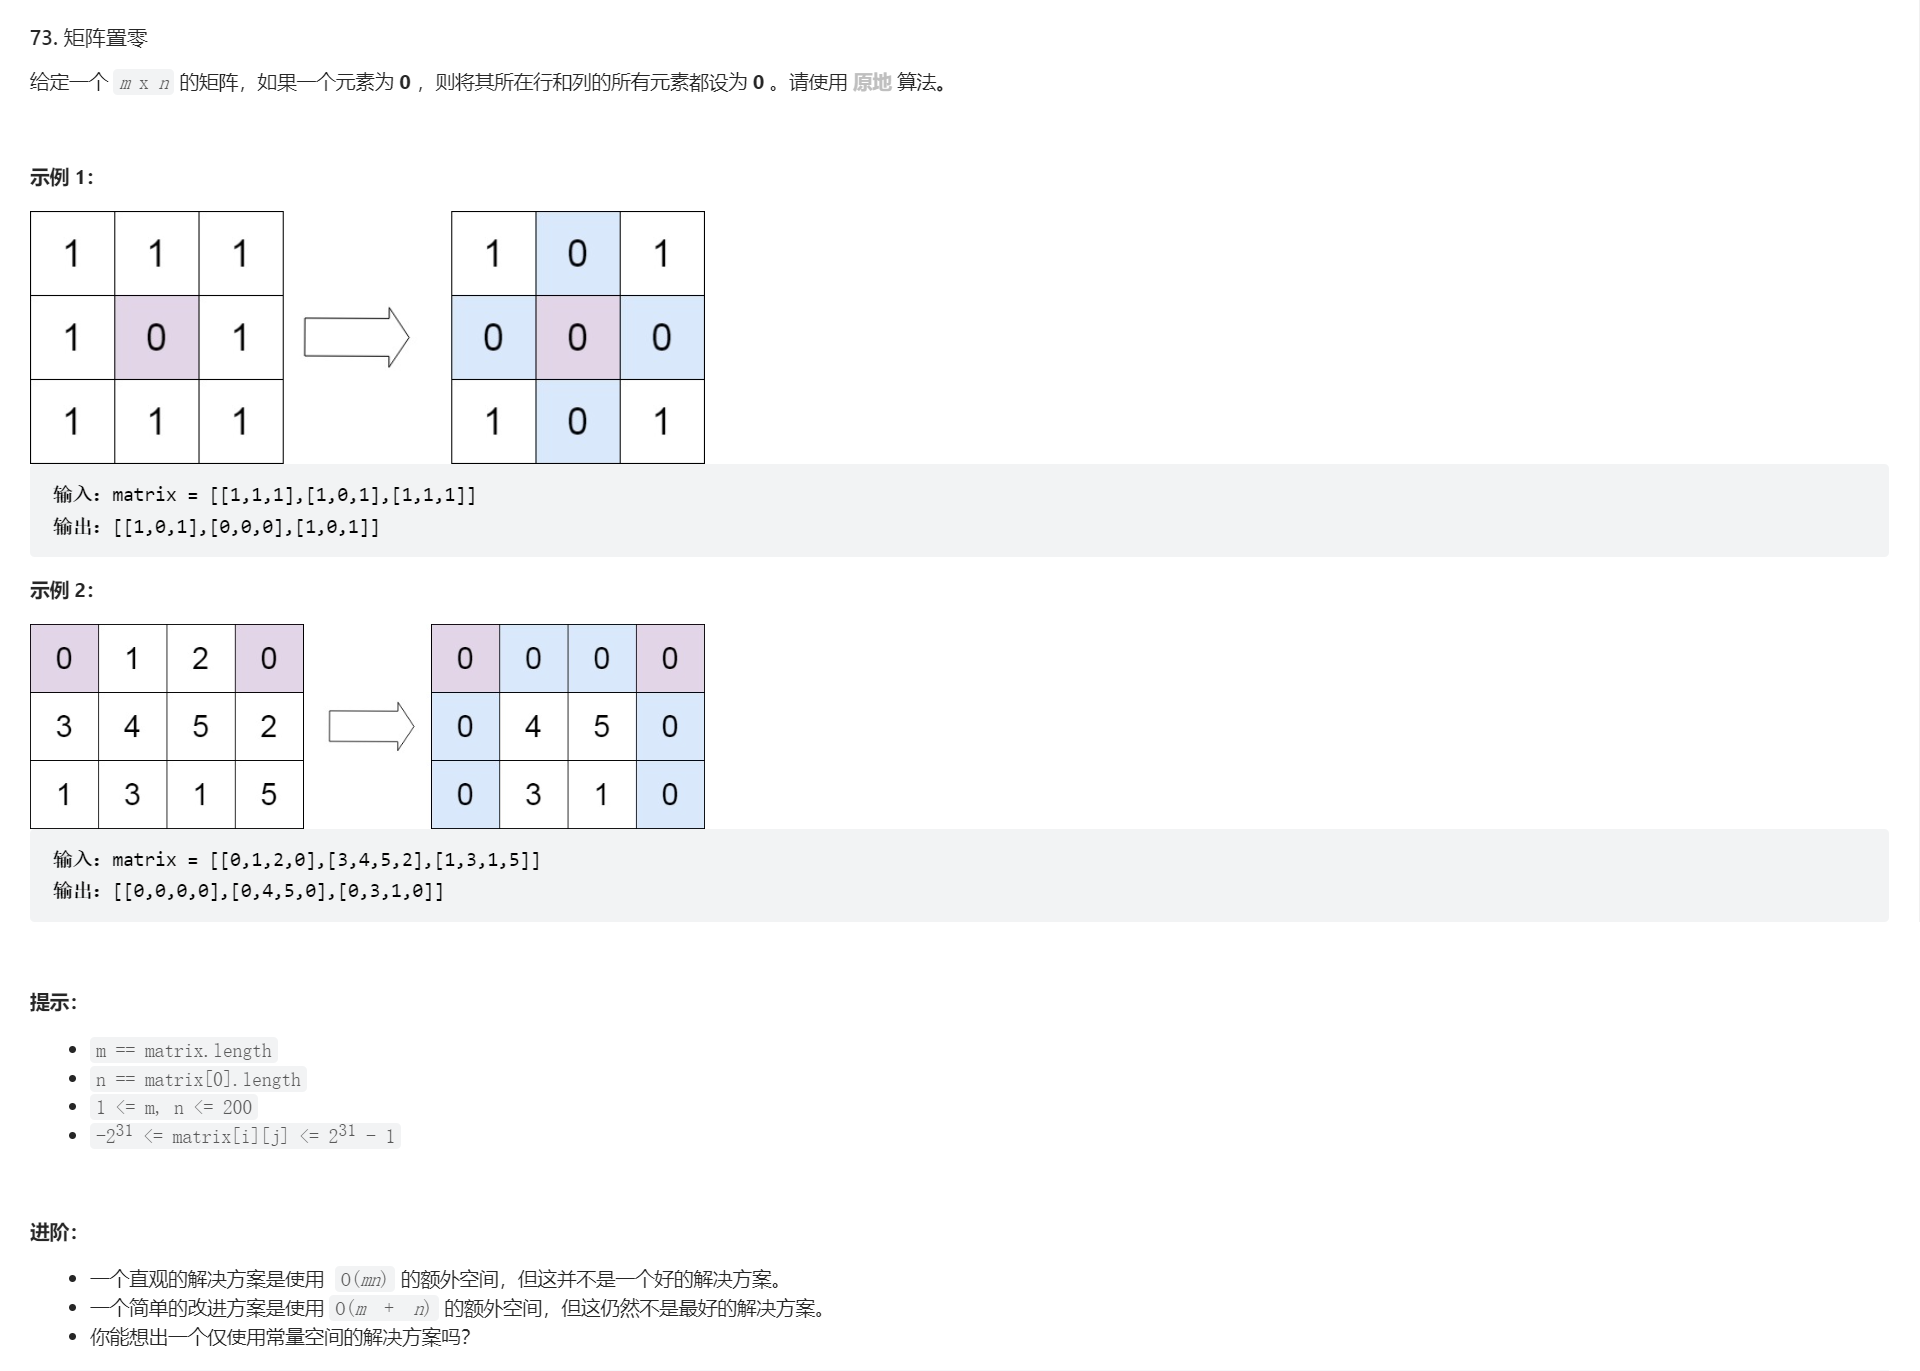 73. 矩阵置零
给定一个 m x n 的矩阵，如果一个元素为 0 ，则将其所在行和列的所有元素都设为 0 。请使用 原地 算法。
示例 1：
1 1 1 1 0 1
1 0 1 0 0 0
1 1 1 1 0 1
输入：matrix = [[1,1,1],[1,0,1],[1,1,1]]
输出：[[1,0,1],[0,0,0],[1,0,1]]
示例 2：
0 1 2 0 0 0 0 0
3 4 5 2 0 4 5 0
1 3 1 5 0 3 1 0
输入：matrix = [[0,1,2,0],[3,4,5,2],[1,3,1,5]]
输出：[[0,0,0,0],[0,4,5,0],[0,3,1,0]]
提示：
• m == matrix.length
• n == matrix[0].length
• 1 <= m, n <= 200
• -2³¹ <= matrix[i][j] <= 2³¹ - 1
进阶：
• 一个直观的解决方案是使用 O(mn) 的额外空间，但这并不是一个好的解决方案。
• 一个简单的改进方案是使用 O(m + n) 的额外空间，但这仍然不是最好的解决方案。
• 你能想出一个仅使用常量空间的解决方案吗？